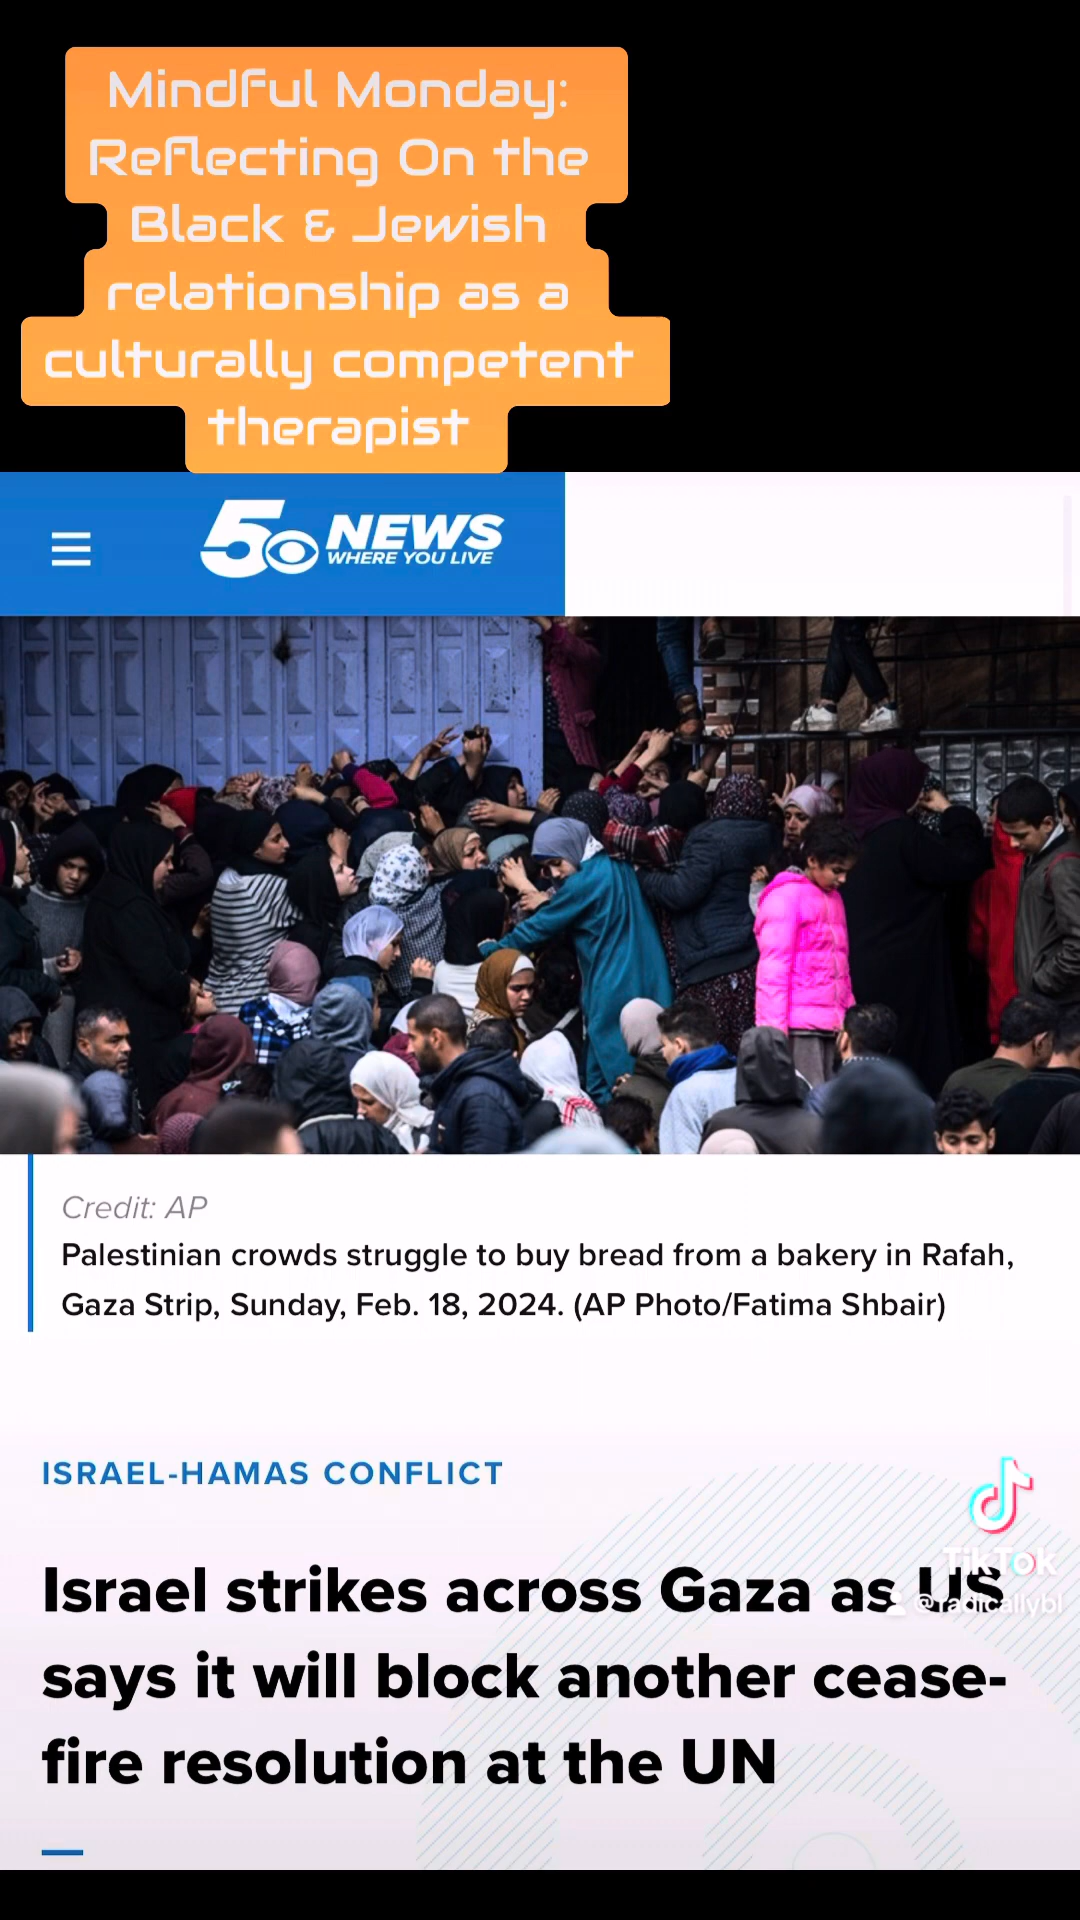 Mindful Monday:
Reflecting On the
Black & Jewish
relationship as a
culturally competent
therapist
5 NEWS
WHERE YOU LIVE
Credit: AP
Palestinian crowds struggle to buy bread from a bakery in Rafah,
Gaza Strip, Sunday, Feb. 18, 2024. (AP Photo/Fatima Shbair)
ISRAEL-HAMAS CONFLICT
TikTok
@radicallybl
Israel strikes across Gaza as US
says it will block another cease-
fire resolution at the UN